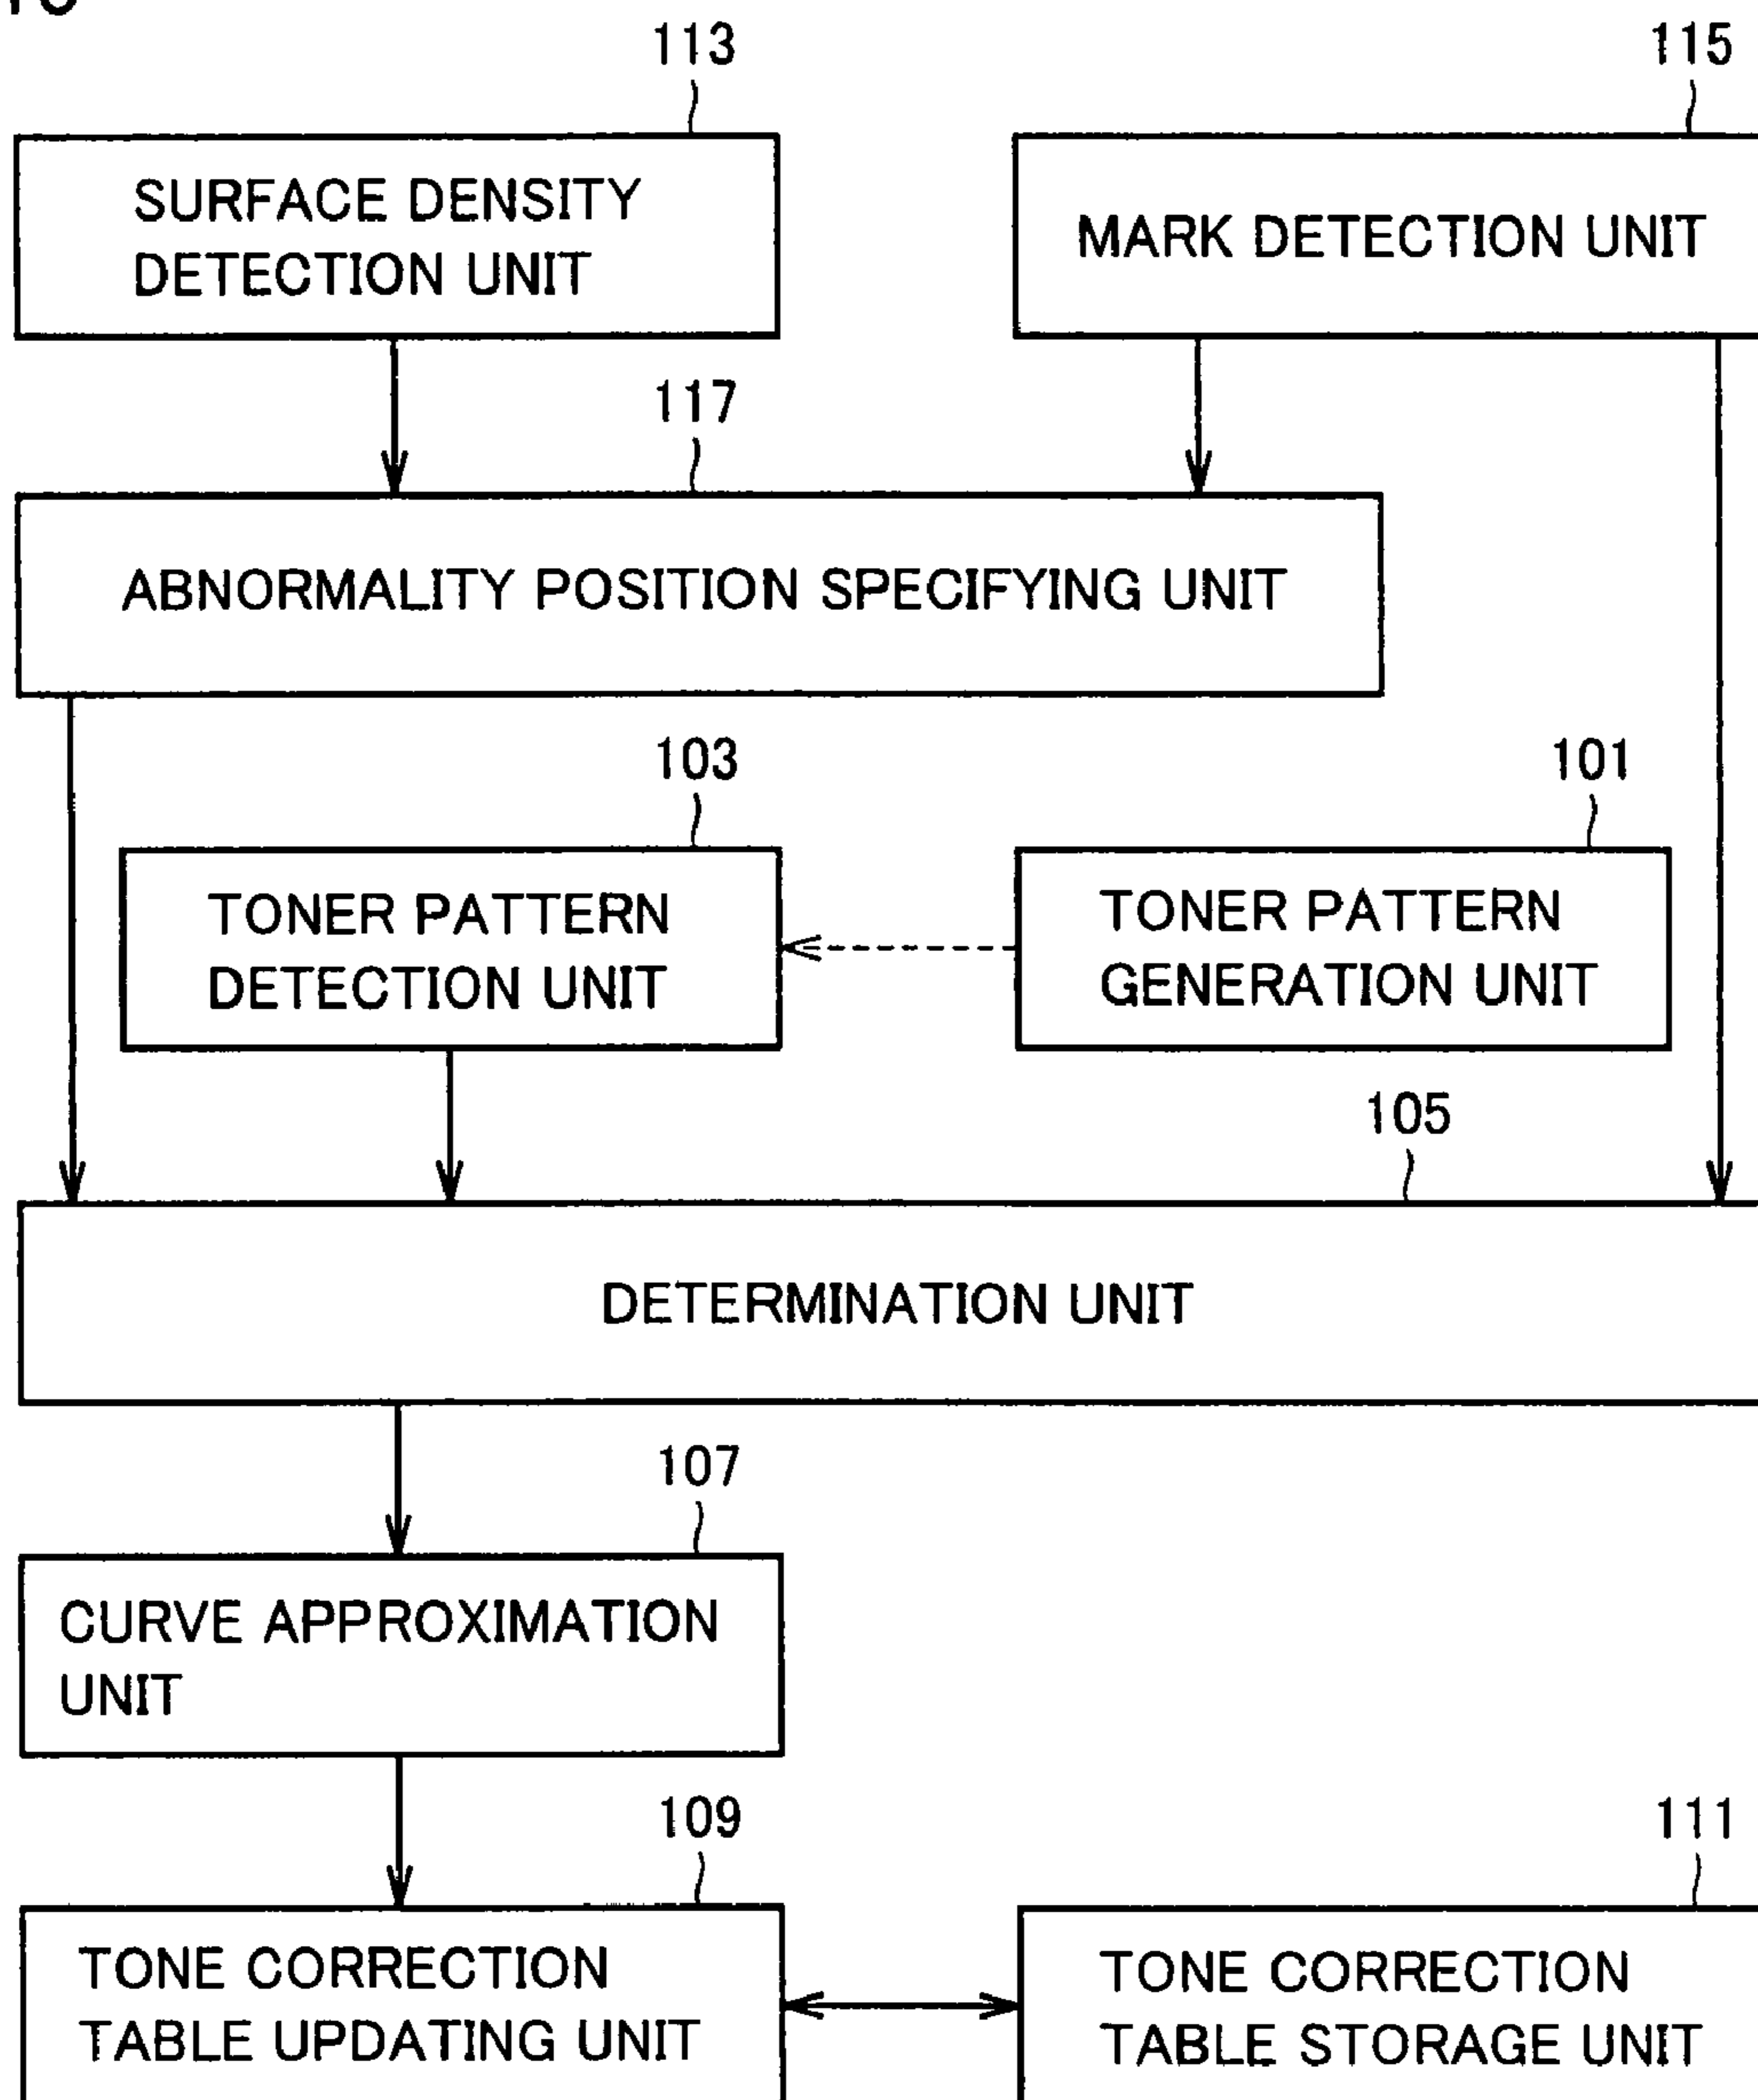 113
115
SURFACE DENSITY
DETECTION UNIT
MARK DETECTION UNIT
117
ABNORMALITY POSITION SPECIFYING UNIT
103
101
TONER PATTERN
DETECTION UNIT
TONER PATTERN
GENERATION UNIT
105
DETERMINATION UNIT
107
CURVE APPROXIMATION
UNIT
109
111
TONE CORRECTION
TABLE UPDATING UNIT
TONE CORRECTION
TABLE STORAGE UNIT